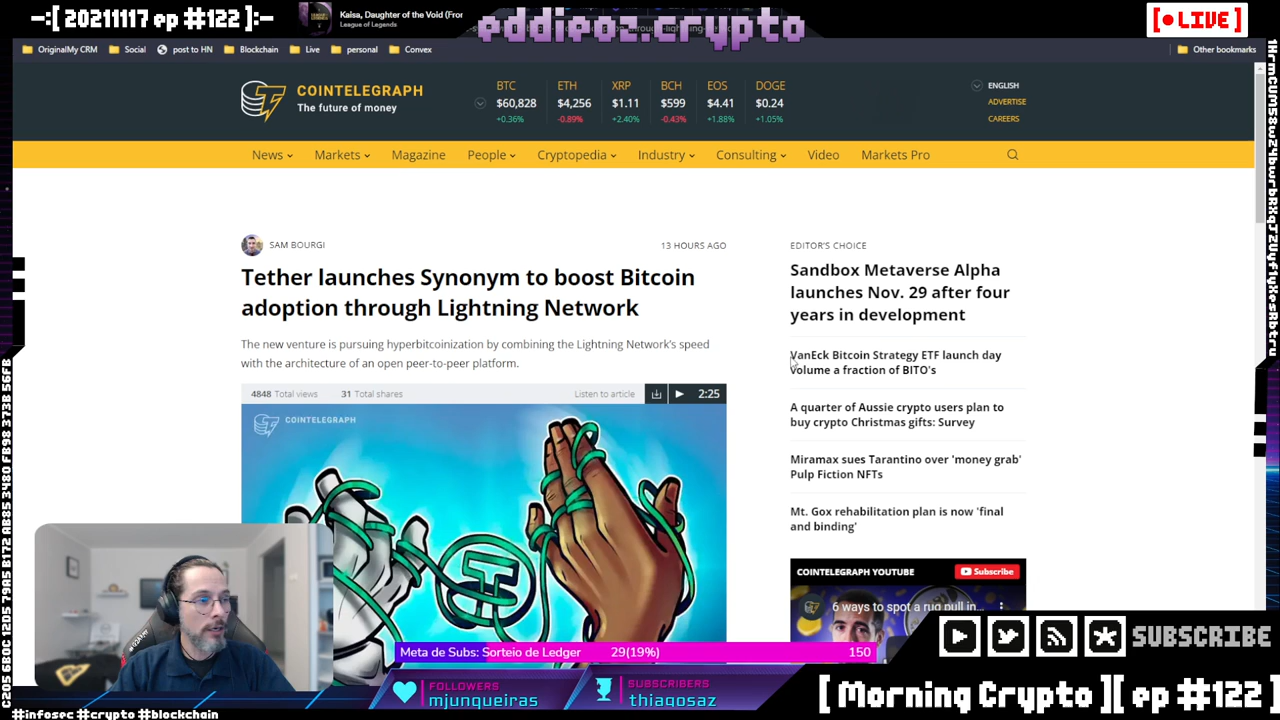 -:[ 20211117 ep #122 ]:-
Kaisa, Daughter of the Void (Fror
League of Legends
eddieoz.crypto
[ LIVE ]
OriginalMy CRM
Social
post to HN
Blockchain
Live
personal
Convex
Other bookmarks
COINTELEGRAPH
The future of money
BTC
ETH
XRP
BCH
EOS
DOGE
$60,828
$4,256
$1.11
$599
$4.41
$0.24
+0.36%
-0.89%
+2.40%
-0.43%
+1.88%
+1.05%
ENGLISH
ADVERTISE
CAREERS
News
Markets
Magazine
People
Cryptopedia
Industry
Consulting
Video
Markets Pro
SAM BOURGI
13 HOURS AGO
Tether launches Synonym to boost Bitcoin
adoption through Lightning Network
The new venture is pursuing hyperbitcoinization by combining the Lightning Network's speed
with the architecture of an open peer-to-peer platform.
4848 Total views
31 Total shares
Listen to article
2:25
COINTELEGRAPH
EDITOR'S CHOICE
Sandbox Metaverse Alpha
launches Nov. 29 after four
years in development
VanEck Bitcoin Strategy ETF launch day
volume a fraction of BITO's
A quarter of Aussie crypto users plan to
buy crypto Christmas gifts: Survey
Miramax sues Tarantino over 'money grab'
Pulp Fiction NFTs
Mt. Gox rehabilitation plan is now 'final
and binding'
COINTELEGRAPH YOUTUBE
Subscribe
6 ways to spot a rug pull in...
Meta de Subs: Sorteio de Ledger
29(19%)
150
FOLLOWERS
mjunqueiras
SUBSCRIBERS
thiagosaz
SUBSCRIBE
[ Morning Crypto ][ ep #122 ]
#infosec #crypto #blockchain